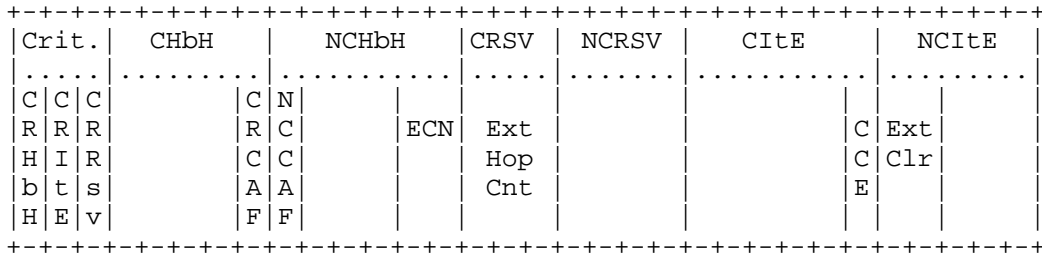 +-+-+-+-+-+-+-+-+-+-+-+-+-+-+-+-+-+-+-+-+-+-+-+-+-+-+-+-+-+-+-+-+
|Crit.|  CHbH   |   NCHbH   |CRSV | NCRSV |   CItE    |  NCItE  |
|.....|.........|...........|.....|.......|...........|.........|
|C|C|C|       |C|N|     |   |     |       |         | |   |     |
|R|R|R|       |R|C|     |ECN| Ext |       |         |C|Ext|     |
|H|I|R|       |C|C|     |   | Hop |       |         |C|Clr|     |
|b|t|s|       |A|A|     |   | Cnt |       |         |E|   |     |
|H|E|v|       |F|F|     |   |     |       |         | |   |     |
+-+-+-+-+-+-+-+-+-+-+-+-+-+-+-+-+-+-+-+-+-+-+-+-+-+-+-+-+-+-+-+-+